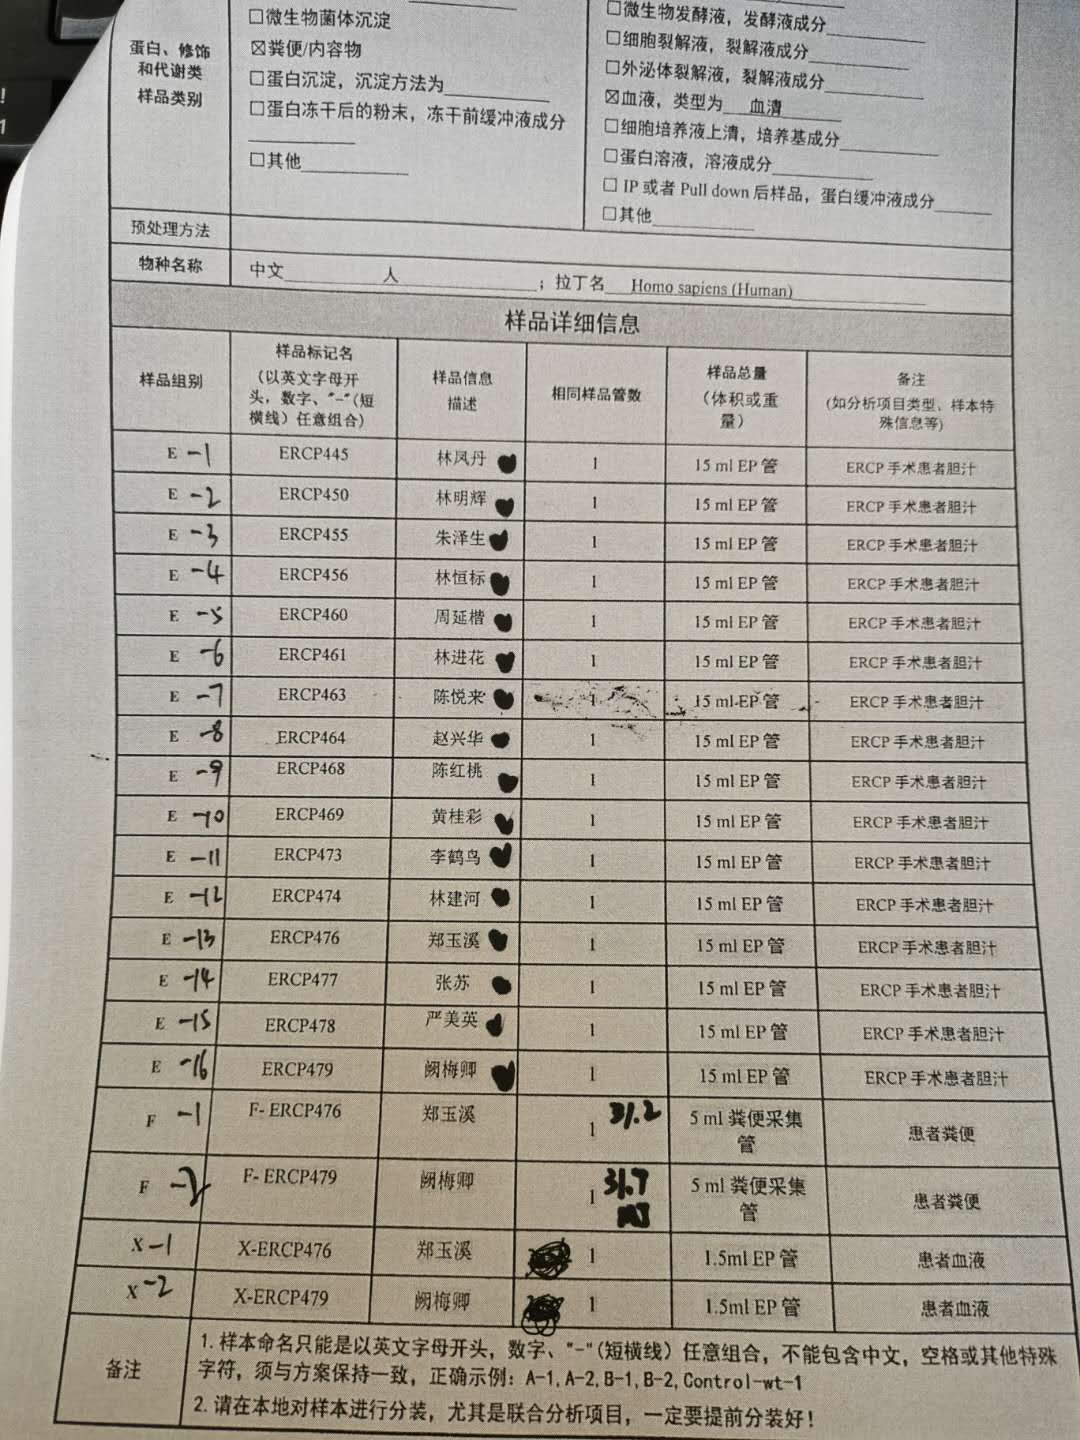 蛋白、修饰
和代谢类
样品类别
□微生物菌体沉淀
☒粪便/内容物
□蛋白沉淀，沉淀方法为
□蛋白冻干后的粉末，冻干前缓冲液成分
□其他
□微生物发酵液，发酵液成分
□细胞裂解液，裂解液成分
□外泌体裂解液，裂解液成分
☒血液，类型为 血清
□细胞培养液上清，培养基成分
□蛋白溶液，溶液成分
□ IP 或者 Pull down 后样品，蛋白缓冲液成分
□其他
预处理方法
物种名称 中文 人 ；拉丁名 Homo sapiens (Human)
样品详细信息
样品组别
样品标记名
（以英文字母开
头，数字、"-"(短
横线）任意组合）
样品信息
描述
相同样品管数
样品总量
（体积或重
量）
备注
(如分析项目类型、样本特
殊信息等)
E -1 ERCP445 林凤丹 1 15 ml EP 管 ERCP 手术患者胆汁
E -2 ERCP450 林明辉 1 15 ml EP 管 ERCP 手术患者胆汁
E -3 ERCP455 朱泽生 1 15 ml EP 管 ERCP 手术患者胆汁
E -4 ERCP456 林恒标 1 15 ml EP 管 ERCP 手术患者胆汁
E -5 ERCP460 周延楷 1 15 ml EP 管 ERCP 手术患者胆汁
E -6 ERCP461 林进花 1 15 ml EP 管 ERCP 手术患者胆汁
E -7 ERCP463 陈悦来 1 15 ml EP 管 ERCP 手术患者胆汁
E -8 ERCP464 赵兴华 1 15 ml EP 管 ERCP 手术患者胆汁
E -9 ERCP468 陈红桃 1 15 ml EP 管 ERCP 手术患者胆汁
E -10 ERCP469 黄桂彩 1 15 ml EP 管 ERCP 手术患者胆汁
E -11 ERCP473 李鹤鸟 1 15 ml EP 管 ERCP 手术患者胆汁
E -12 ERCP474 林建河 1 15 ml EP 管 ERCP 手术患者胆汁
E -13 ERCP476 郑玉溪 1 15 ml EP 管 ERCP 手术患者胆汁
E -14 ERCP477 张苏 1 15 ml EP 管 ERCP 手术患者胆汁
E -15 ERCP478 严美英 1 15 ml EP 管 ERCP 手术患者胆汁
E -16 ERCP479 阙梅卿 1 15 ml EP 管 ERCP 手术患者胆汁
F -1 F- ERCP476 郑玉溪 1 31.2 5 ml 粪便采集
管 患者粪便
F -2 F- ERCP479 阙梅卿 1 31.7 5 ml 粪便采集
管 患者粪便
X -1 X-ERCP476 郑玉溪 1 1.5ml EP 管 患者血液
X -2 X-ERCP479 阙梅卿 1 1.5ml EP 管 患者血液
备注
1. 样本命名只能是以英文字母开头，数字、"-"(短横线）任意组合，不能包含中文，空格或其他特殊
字符，须与方案保持一致，正确示例：A-1,A-2,B-1,B-2,Control-wt-1
2. 请在本地对样本进行分装，尤其是联合分析项目，一定要提前分装好！